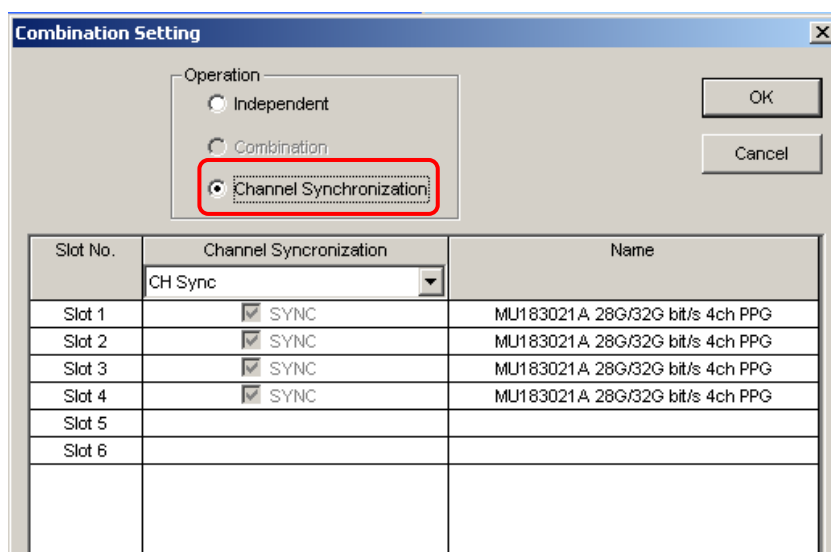 Combination Setting
Operation
Independent
Combination
Channel Synchronization
OK
Cancel
Slot No. Channel Syncronization Name
CH Sync
Slot 1 SYNC MU183021A 28G/32G bit/s 4ch PPG
Slot 2 SYNC MU183021A 28G/32G bit/s 4ch PPG
Slot 3 SYNC MU183021A 28G/32G bit/s 4ch PPG
Slot 4 SYNC MU183021A 28G/32G bit/s 4ch PPG
Slot 5
Slot 6